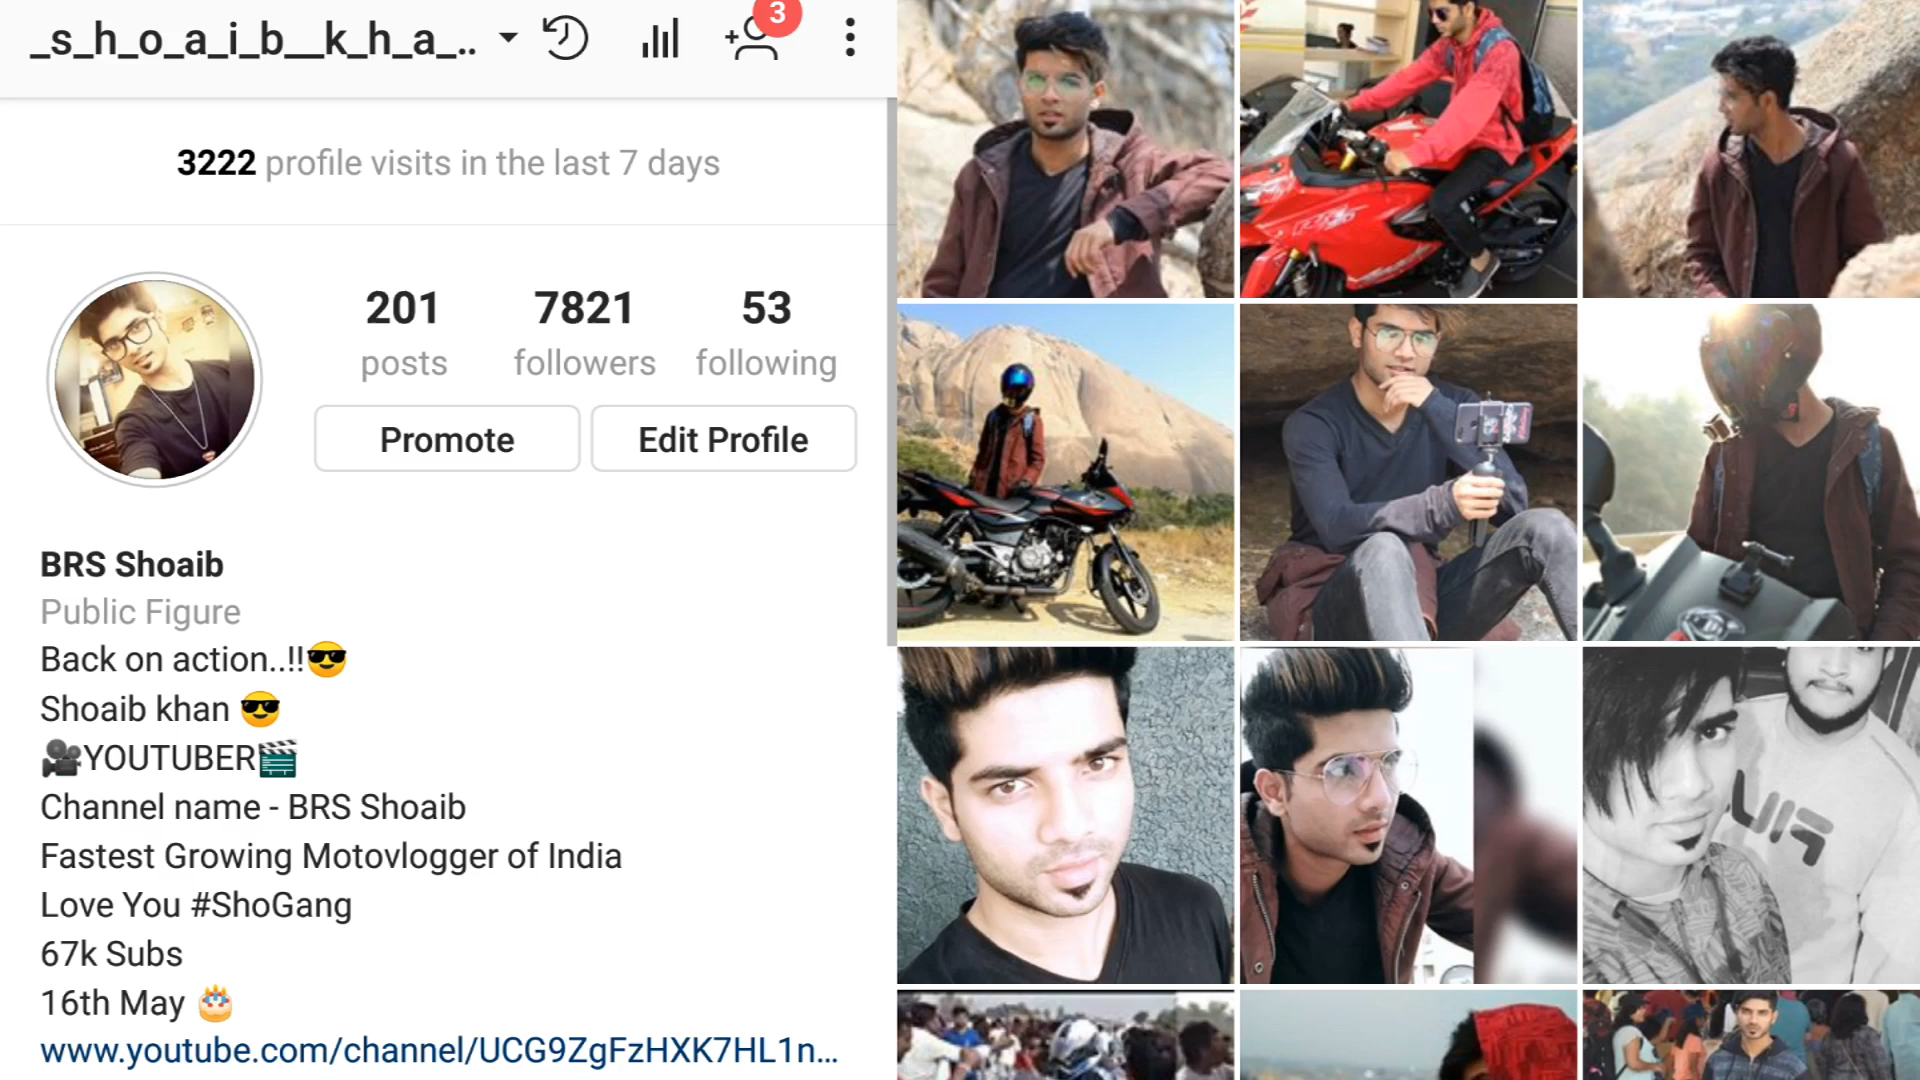 _s_h_o_a_i_b__k_h_a_..
3
3222 profile visits in the last 7 days
201 posts
7821 followers
53 following
Promote
Edit Profile
BRS Shoaib
Public Figure
Back on action..!!😎
Shoaib khan 😎
🎥YOUTUBER🎬
Channel name - BRS Shoaib
Fastest Growing Motovlogger of India
Love You #ShoGang
67k Subs
16th May 🎂
www.youtube.com/channel/UCG9ZgFzHXK7HL1n...
FILA